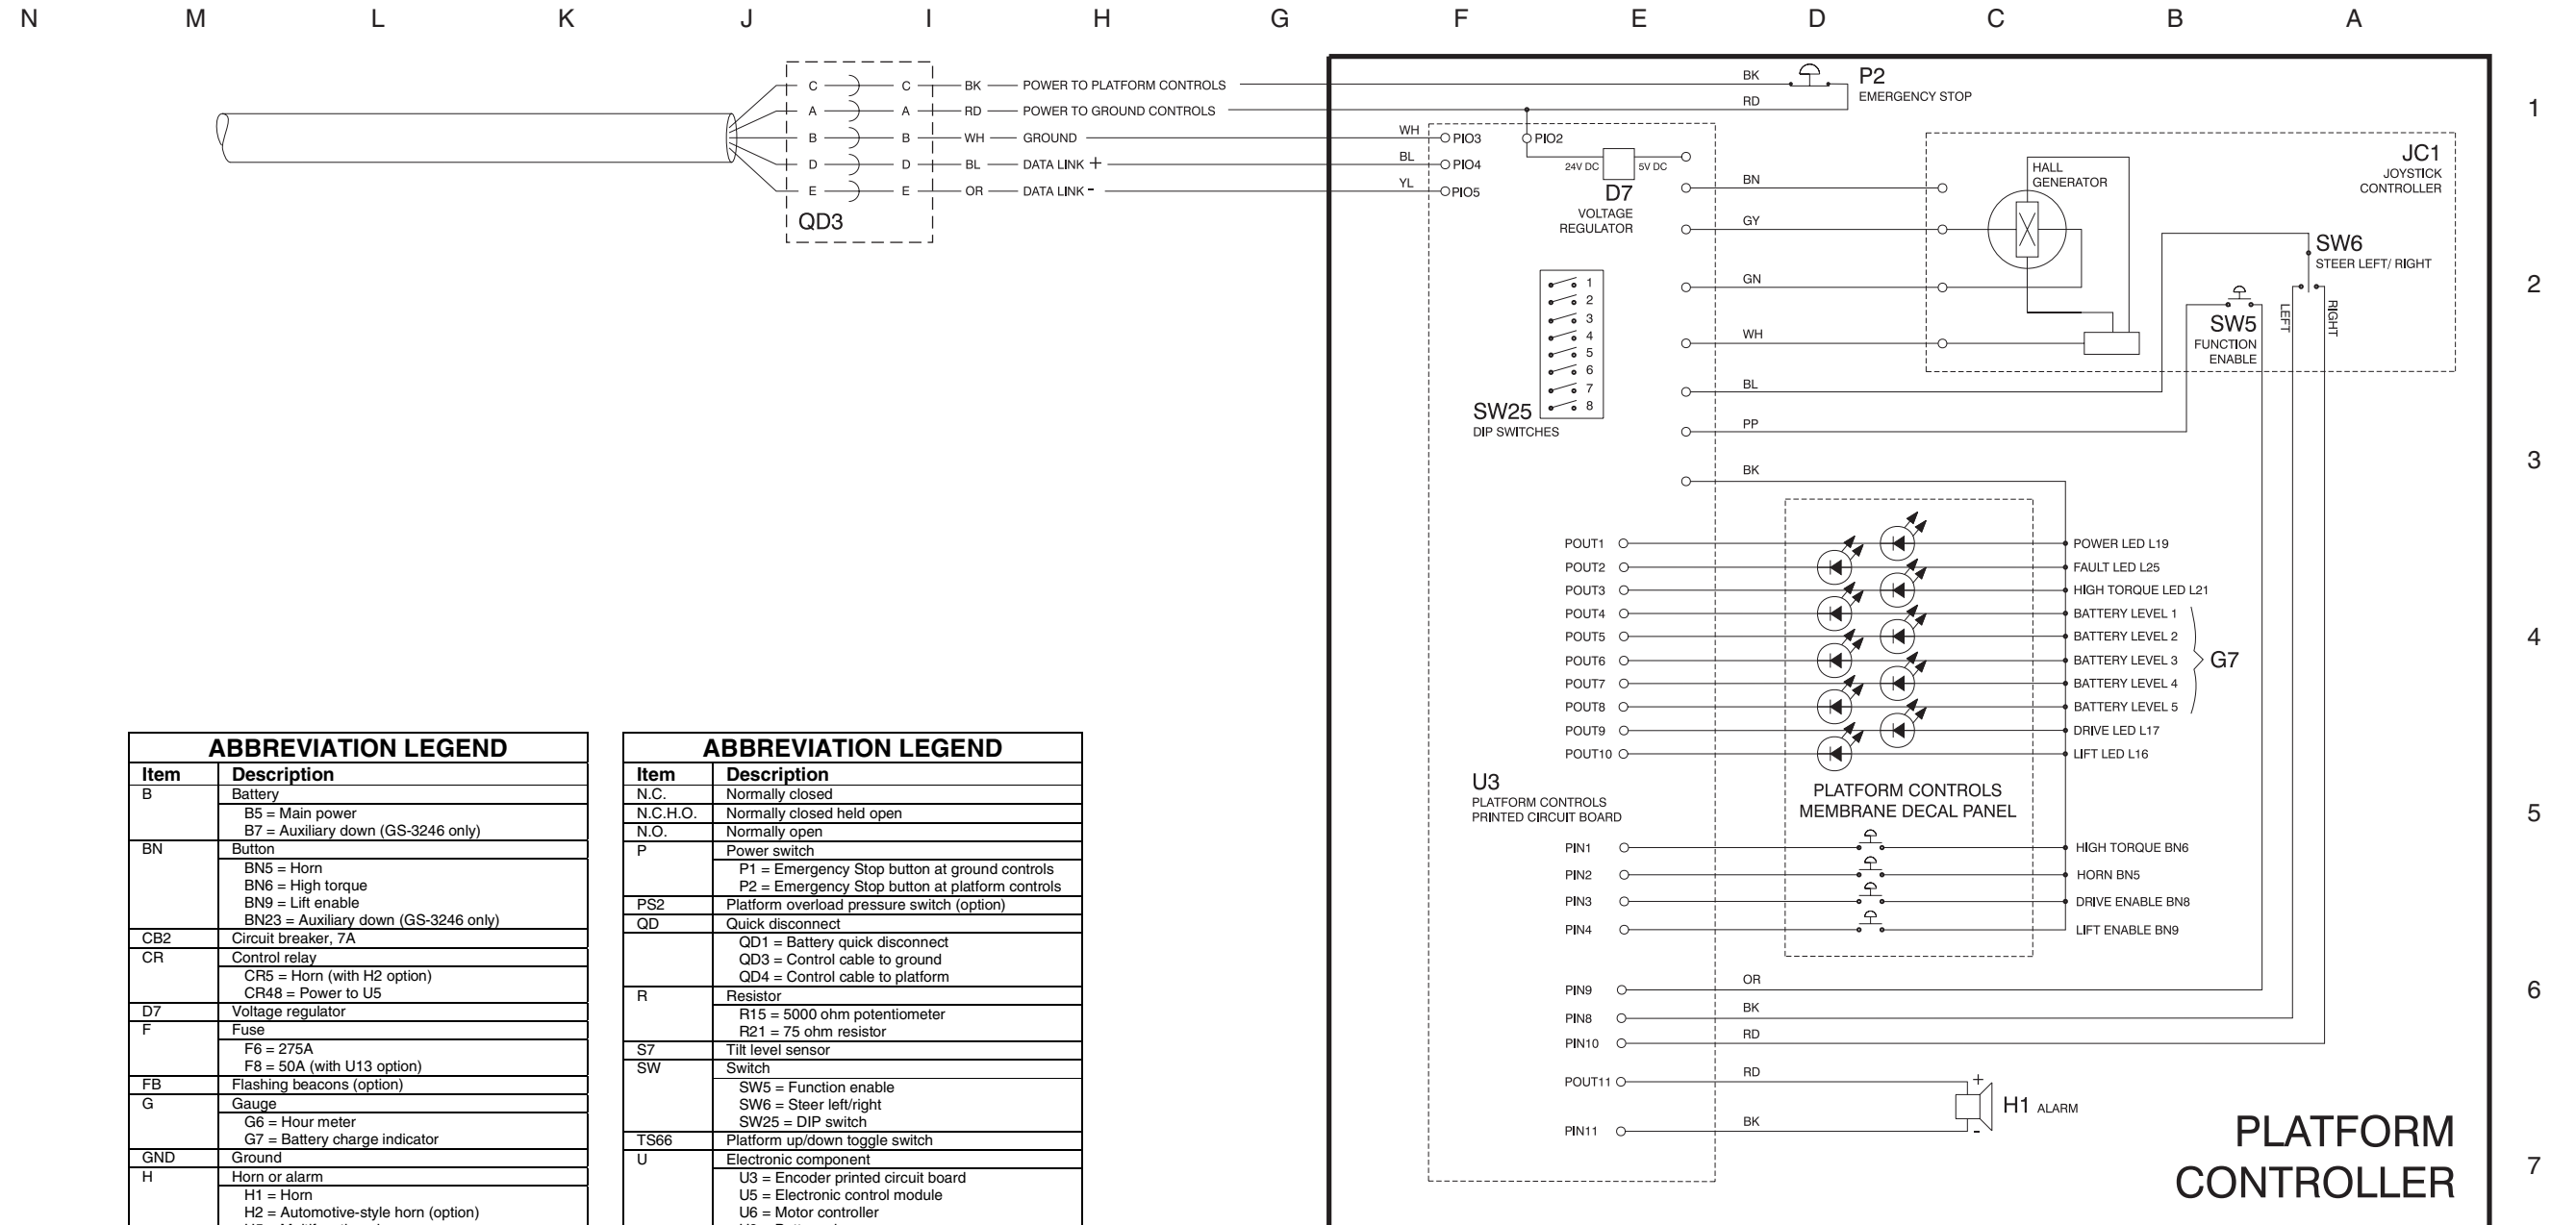 N M L K J I H G F E D C B A
1
2
3
4
5
6
7
C C BK POWER TO PLATFORM CONTROLS
A A RD POWER TO GROUND CONTROLS
B B WH GROUND
D D BL DATA LINK +
E E OR DATA LINK -
QD3
BK
RD
P2
EMERGENCY STOP
WH PIO3
PIO2
BL PIO4
YL PIO5
24V DC
5V DC
D7
VOLTAGE
REGULATOR
BN
GY
GN
WH
BL
PP
BK
HALL
GENERATOR
JC1
JOYSTICK
CONTROLLER
SW6
STEER LEFT/ RIGHT
LEFT
RIGHT
SW5
FUNCTION
ENABLE
1
2
3
4
5
6
7
8
SW25
DIP SWITCHES
POUT1 POWER LED L19
POUT2 FAULT LED L25
POUT3 HIGH TORQUE LED L21
POUT4 BATTERY LEVEL 1
POUT5 BATTERY LEVEL 2
POUT6 BATTERY LEVEL 3
POUT7 BATTERY LEVEL 4
POUT8 BATTERY LEVEL 5
G7
POUT9 DRIVE LED L17
POUT10 LIFT LED L16
U3
PLATFORM CONTROLS
PRINTED CIRCUIT BOARD
PLATFORM CONTROLS
MEMBRANE DECAL PANEL
PIN1 HIGH TORQUE BN6
PIN2 HORN BN5
PIN3 DRIVE ENABLE BN8
PIN4 LIFT ENABLE BN9
PIN9 OR
PIN8 BK
PIN10 RD
POUT11 RD +
H1 ALARM
PIN11 BK -
PLATFORM
CONTROLLER
ABBREVIATION LEGEND
Item Description
B Battery
B5 = Main power
B7 = Auxiliary down (GS-3246 only)
BN Button
BN5 = Horn
BN6 = High torque
BN9 = Lift enable
BN23 = Auxiliary down (GS-3246 only)
CB2 Circuit breaker, 7A
CR Control relay
CR5 = Horn (with H2 option)
CR48 = Power to U5
D7 Voltage regulator
F Fuse
F6 = 275A
F8 = 50A (with U13 option)
FB Flashing beacons (option)
G Gauge
G6 = Hour meter
G7 = Battery charge indicator
GND Ground
H Horn or alarm
H1 = Horn
H2 = Automotive-style horn (option)
ABBREVIATION LEGEND
Item Description
N.C. Normally closed
N.C.H.O. Normally closed held open
N.O. Normally open
P Power switch
P1 = Emergency Stop button at ground controls
P2 = Emergency Stop button at platform controls
PS2 Platform overload pressure switch (option)
QD Quick disconnect
QD1 = Battery quick disconnect
QD3 = Control cable to ground
QD4 = Control cable to platform
R Resistor
R15 = 5000 ohm potentiometer
R21 = 75 ohm resistor
S7 Tilt level sensor
SW Switch
SW5 = Function enable
SW6 = Steer left/right
SW25 = DIP switch
TS66 Platform up/down toggle switch
U Electronic component
U3 = Encoder printed circuit board
U5 = Electronic control module
U6 = Motor controller